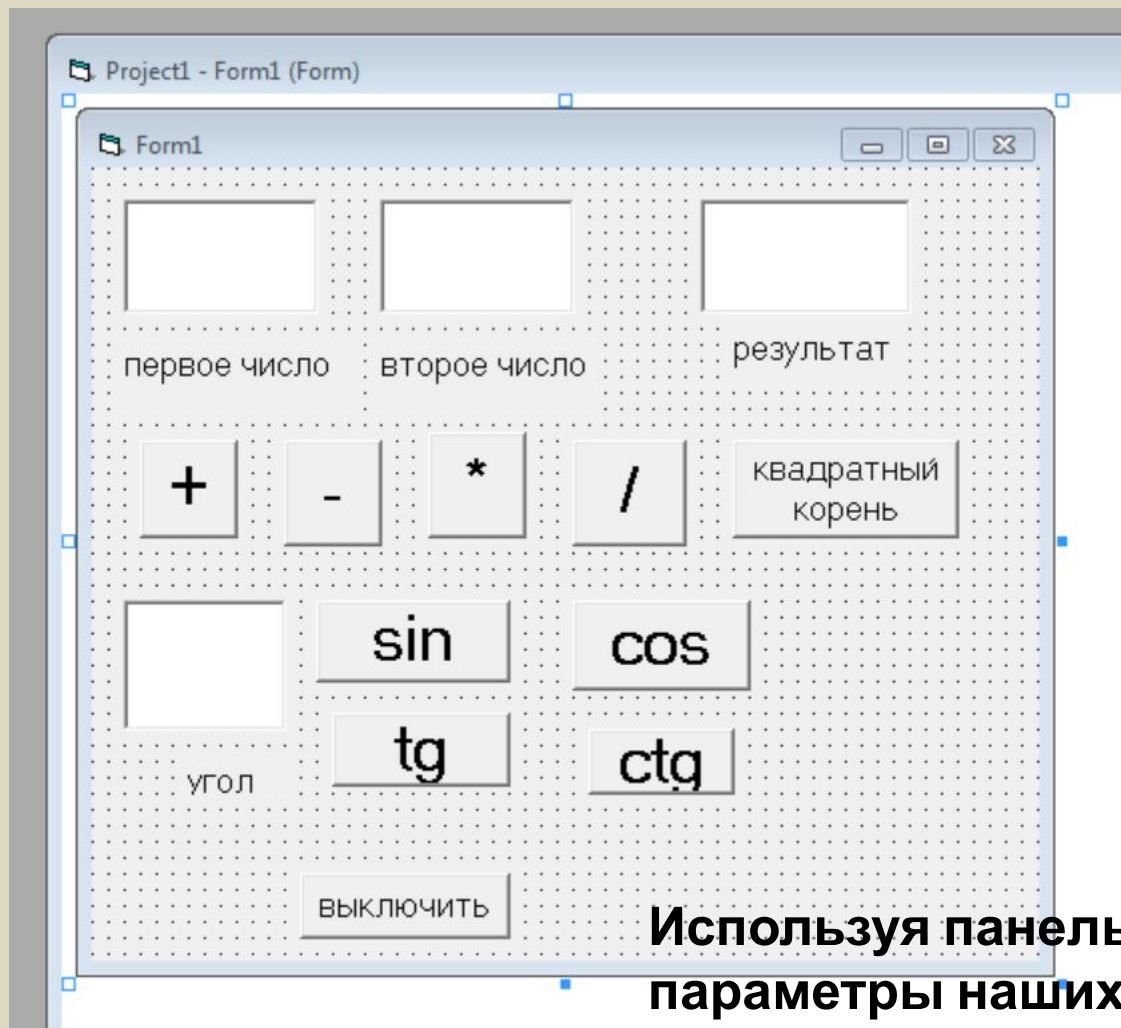 Project1 - Form1 (Form)
Form1
первое число
второе число
результат
+
-
*
/
квадратный
корень
sin
cos
tg
ctg
угол
выключить
Используя панель
параметры наших